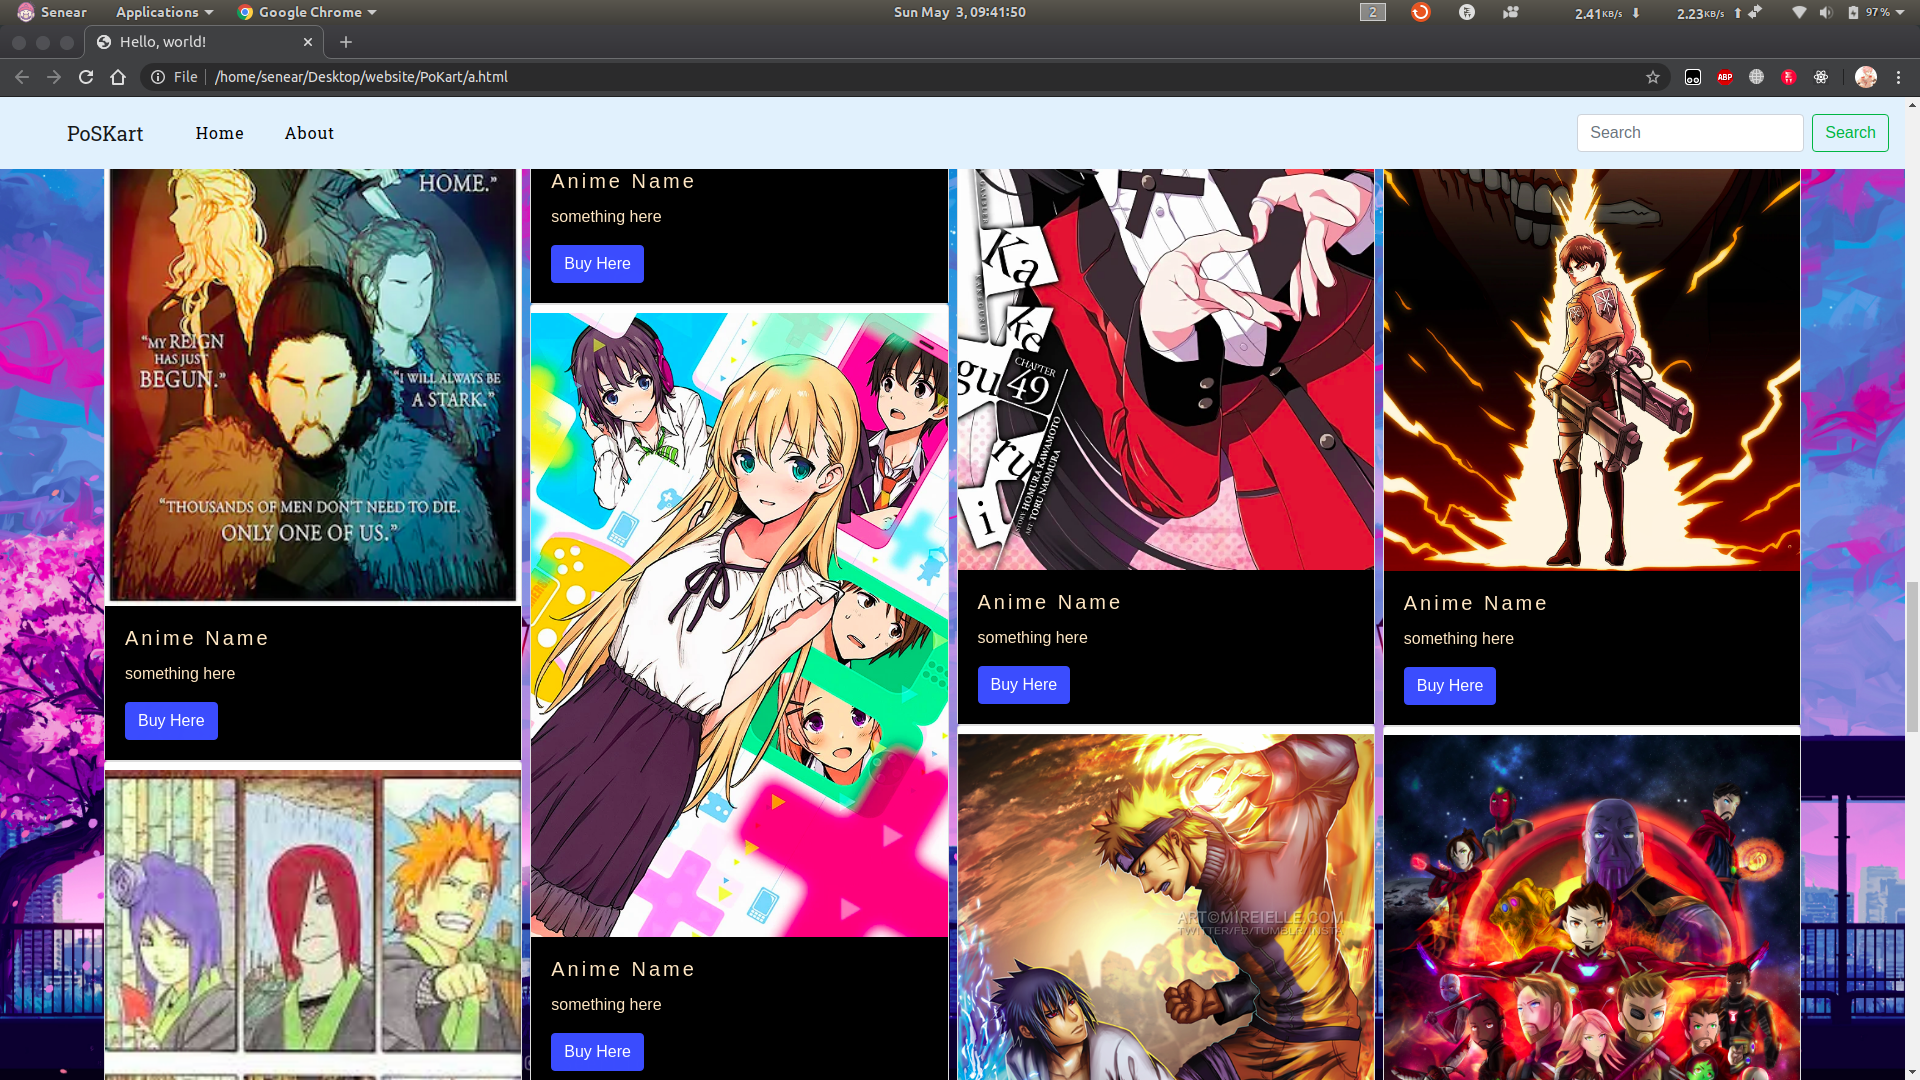 Senear Applications Google Chrome Sun May 3, 09:41:50 2 2.41KB/s 2.23KB/s 97%
Hello, world!
File /home/senear/Desktop/website/PoKart/a.html
PoSKart Home About Search Search
HOME.”
“MY REIGN
HAS JUST
BEGUN.”
“I WILL ALWAYS BE
A STARK.”
“THOUSANDS OF MEN DON’T NEED TO DIE.
ONLY ONE OF US.”
Anime Name
something here
Buy Here
Anime Name
something here
Buy Here
Anime Name
something here
Buy Here
Ka
ke
gu
ru
i
CHAPTER
49
STORY HOMURA KAWAMOTO
ART TORU NAOMURA
Anime Name
something here
Buy Here
ART©MIREIELLE.COM
TWITTER/FB/TUMBLR/INSTA
Anime Name
something here
Buy Here